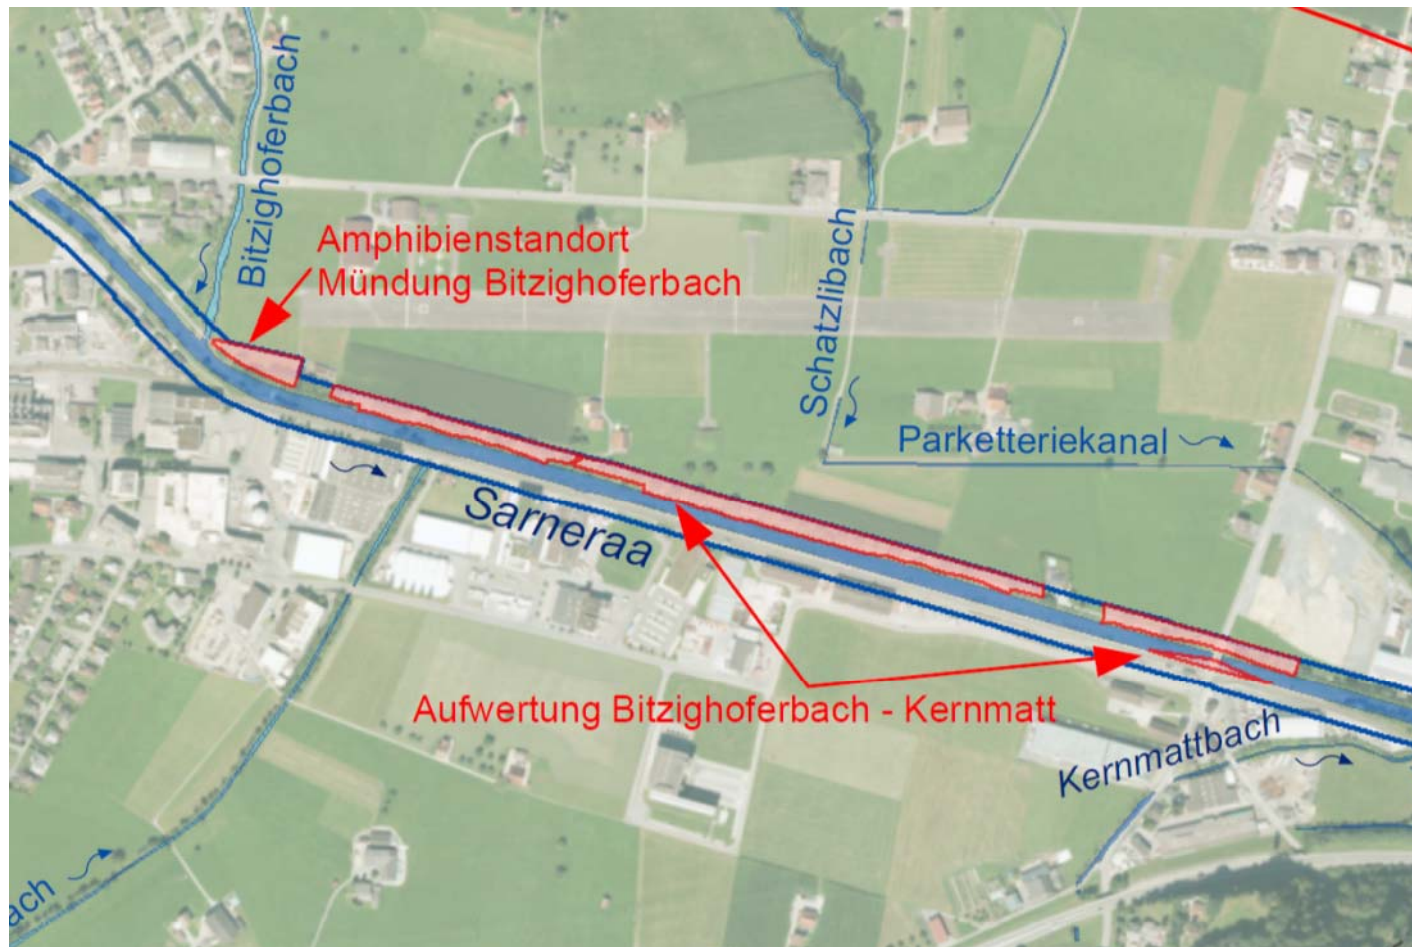 Bitzighoferbach
Amphibienstandort
Mündung Bitzighoferbach
Schatzlibach
Parketteriekanal
Sarneraa
Aufwertung Bitzighoferbach - Kernmatt
Kernmattbach
ach